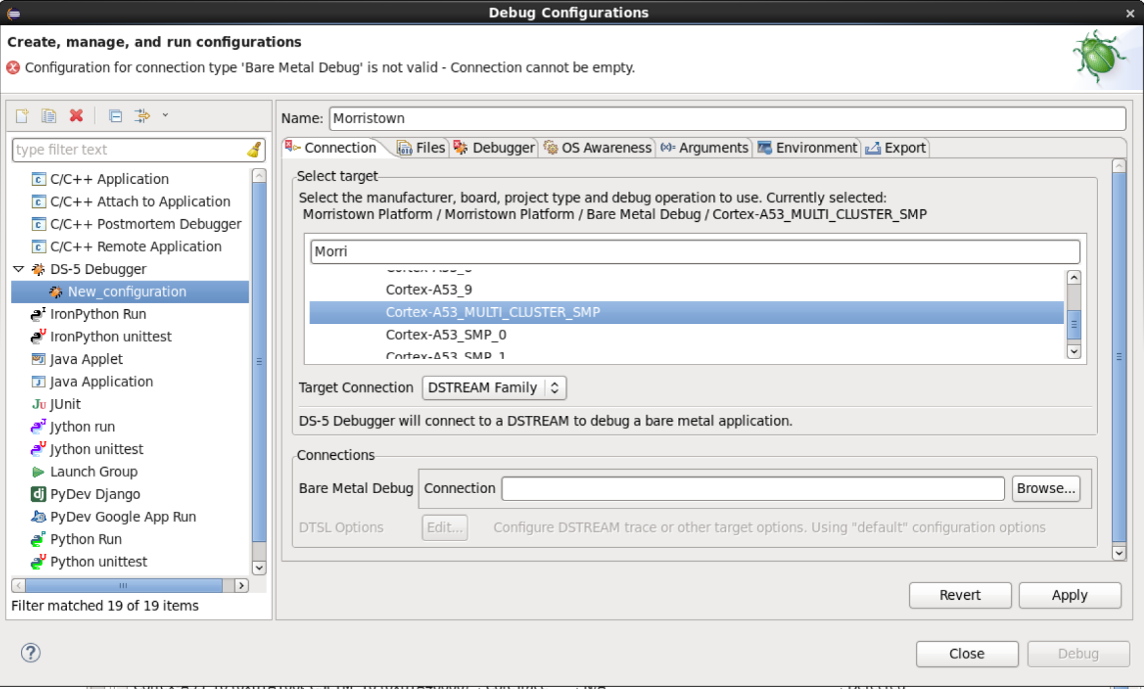 Debug Configurations
Create, manage, and run configurations
Configuration for connection type 'Bare Metal Debug' is not valid - Connection cannot be empty.
type filter text
C/C++ Application
C/C++ Attach to Application
C/C++ Postmortem Debugger
C/C++ Remote Application
DS-5 Debugger
New_configuration
IronPython Run
IronPython unittest
Java Applet
Java Application
Ju JUnit
Jython run
Jython unittest
Launch Group
dj PyDev Django
PyDev Google App Run
Python Run
Python unittest
Filter matched 19 of 19 items
Name: Morristown
Connection Files Debugger OS Awareness Arguments Environment Export
Select target
Select the manufacturer, board, project type and debug operation to use. Currently selected:
Morristown Platform / Morristown Platform / Bare Metal Debug / Cortex-A53_MULTI_CLUSTER_SMP
Morri
Cortex-A53_9
Cortex-A53_MULTI_CLUSTER_SMP
Cortex-A53_SMP_0
Cortex-A53_SMP_1
Target Connection DSTREAM Family
DS-5 Debugger will connect to a DSTREAM to debug a bare metal application.
Connections
Bare Metal Debug Connection Browse...
DTSL Options Edit... Configure DSTREAM trace or other target options. Using "default" configuration options
Revert Apply
? Close Debug